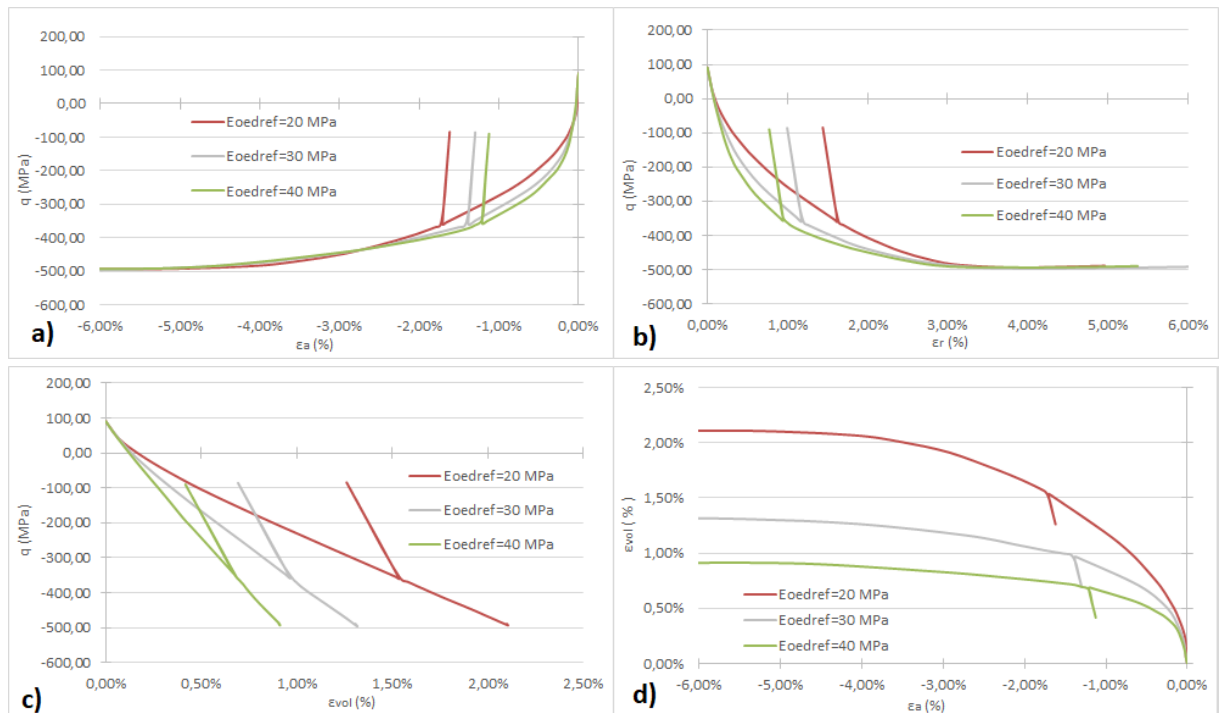 200,00
100,00
0,00
-100,00
-200,00
-300,00
-400,00
-500,00
-600,00
q (MPa)
Eoedref=20 MPa
Eoedref=30 MPa
Eoedref=40 MPa
-6,00% -5,00% -4,00% -3,00% -2,00% -1,00% 0,00%
εa (%)
a)
200,00
100,00
0,00
-100,00
-200,00
-300,00
-400,00
-500,00
-600,00
q (MPa)
Eoedref=20 MPa
Eoedref=30 MPa
Eoedref=40 MPa
0,00% 1,00% 2,00% 3,00% 4,00% 5,00% 6,00%
εr (%)
b)
200,00
100,00
0,00
-100,00
-200,00
-300,00
-400,00
-500,00
-600,00
q (MPa)
Eoedref=20 MPa
Eoedref=30 MPa
Eoedref=40 MPa
0,00% 0,50% 1,00% 1,50% 2,00% 2,50%
εvol (%)
c)
2,50%
2,00%
1,50%
1,00%
0,50%
0,00%
εvol ( % )
Eoedref=20 MPa
Eoedref=30 MPa
Eoedref=40 MPa
-6,00% -5,00% -4,00% -3,00% -2,00% -1,00% 0,00%
εa (%)
d)